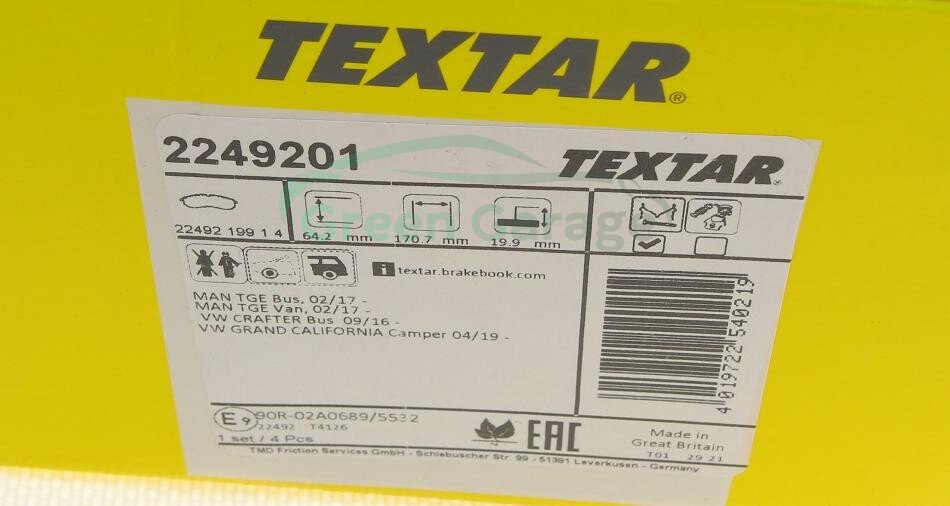 TEXTAR®
2249201
TEXTAR®
Green Garage
22492 199 1 4
64.2 mm
170.7 mm
19.9 mm
i textar.brakebook.com
MAN TGE Bus, 02/17 -
MAN TGE Van, 02/17 -
VW CRAFTER Bus 09/16 -
VW GRAND CALIFORNIA Camper 04/19 -
4 019722 540219
E9 90R-02A0689/5532
22492 T4126
1 set / 4 Pcs
EAC
Made in
Great Britain
T01 29 21
TMD Friction Services GmbH - Schlebuscher Str. 99 - 51381 Leverkusen - Germany